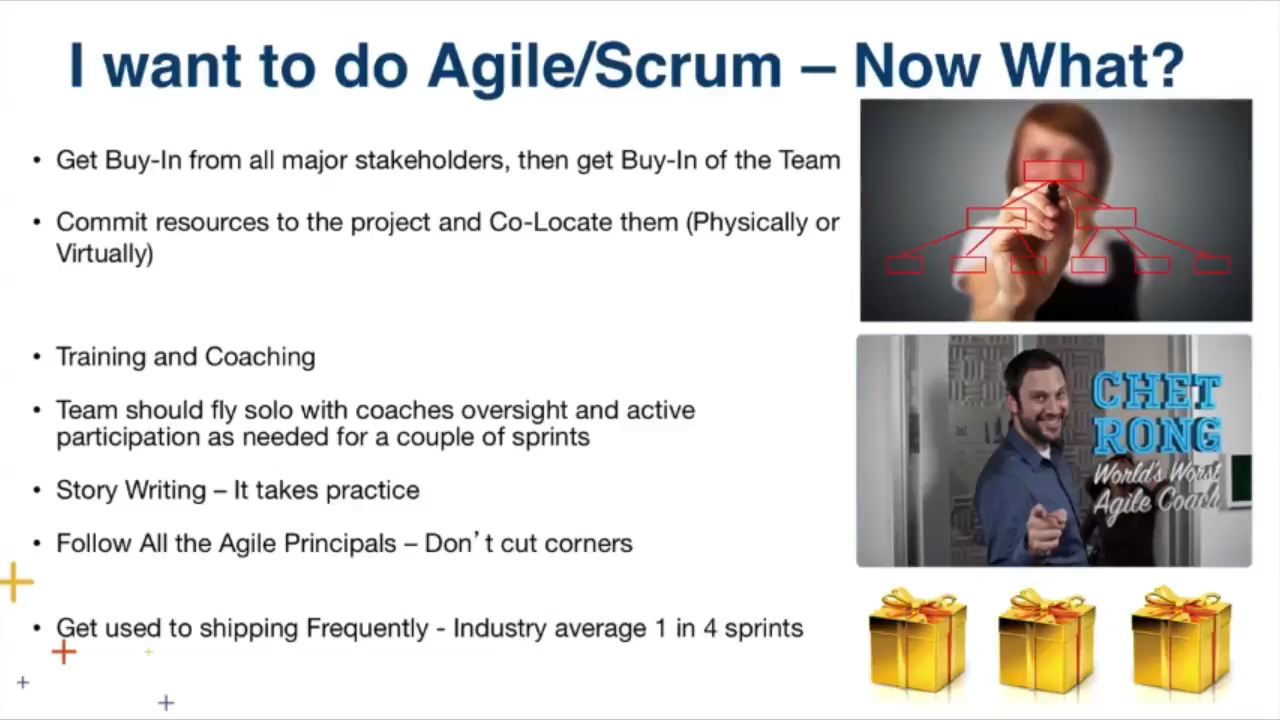 I want to do Agile/Scrum – Now What?
• Get Buy-In from all major stakeholders, then get Buy-In of the Team
• Commit resources to the project and Co-Locate them (Physically or
Virtually)
• Training and Coaching
• Team should fly solo with coaches oversight and active
participation as needed for a couple of sprints
• Story Writing – It takes practice
• Follow All the Agile Principals – Don't cut corners
• Get used to shipping Frequently - Industry average 1 in 4 sprints
CHET
RONG
World's Worst
Agile Coach